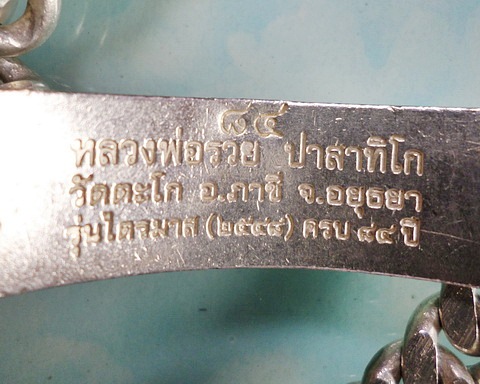 ๘๕
หลวงพ่อรวย ปาสาทิโก
วัดตะโก อ.ภาชี จ.อยุธยา
รุ่นไตรมาส (๒๕๔๘) ครบ ๘๔ ปี